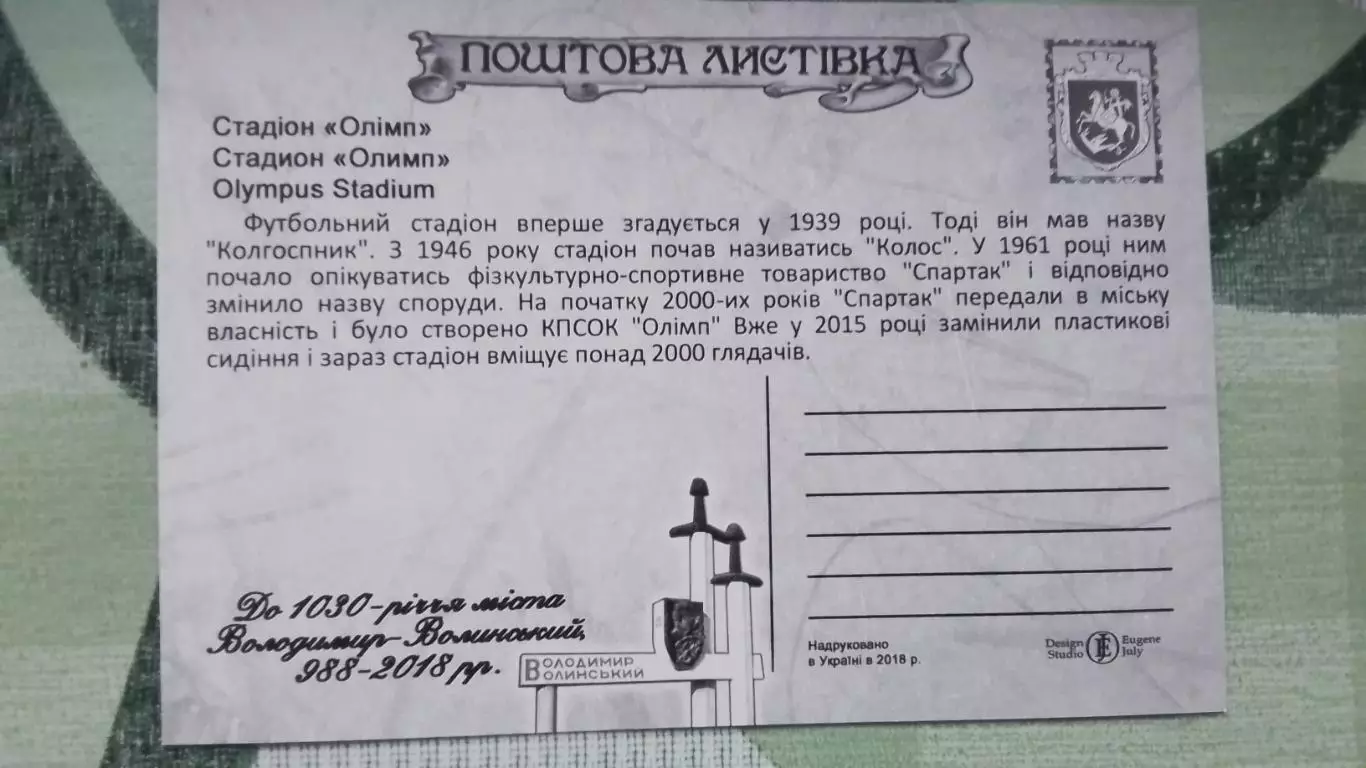 ПОШТОВА ЛИСТІВКА
Стадіон «Олімп»
Стадион «Олимп»
Olympus Stadium
Футбольний стадіон вперше згадується у 1939 році. Тоді він мав назву
"Колгоспник". З 1946 року стадіон почав називатись "Колос". У 1961 році ним
почало опікуватись фізкультурно-спортивне товариство "Спартак" і відповідно
змінило назву споруди. На початку 2000-их років "Спартак" передали в міську
власність і було створено КПСОК "Олімп" Вже у 2015 році замінили пластикові
сидіння і зараз стадіон вміщує понад 2000 глядачів.
До 1030-річчя міста
Володимир-Волинський,
988-2018 рр.
ВОЛОДИМИР
ВОЛИНСЬКИЙ
Надруковано
в Україні в 2018 р.
Design Studio
Eugene July